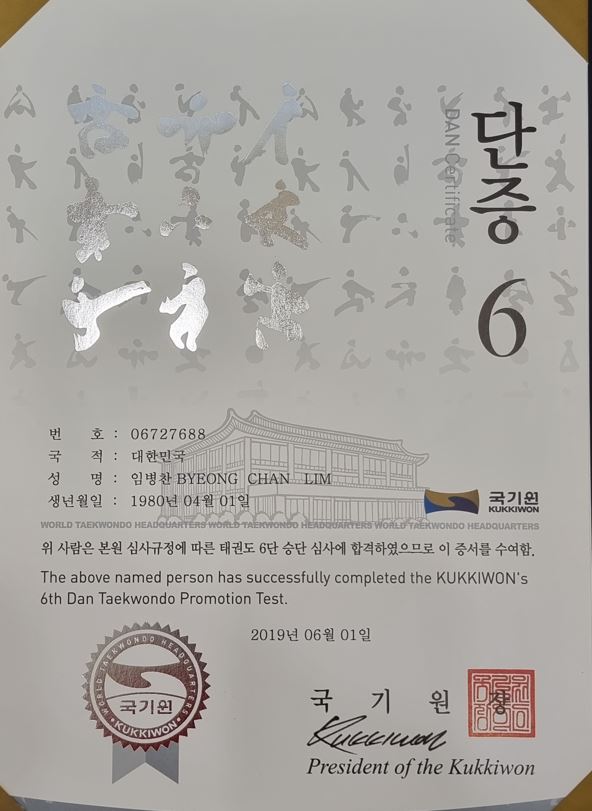 단증
DAN Certificate
6
번 호 : 06727688
국 적 : 대한민국
성 명 : 임병찬 BYEONG CHAN LIM
생년월일 : 1980년 04월 01일
국기원
KUKKIWON
WORLD TAEKWONDO HEADQUARTERS WORLD TAEKWONDO HEADQUARTERS WORLD TAEKWONDO HEADQUARTERS
위 사람은 본원 심사규정에 따른 태권도 6단 승단 심사에 합격하였으므로 이 증서를 수여함.
The above named person has successfully completed the KUKKIWON's
6th Dan Taekwondo Promotion Test.
2019년 06월 01일
WORLD TAEKWONDO HEADQUARTERS
국기원
KUKKIWON
국 기 원 장
Kukkiwon
President of the Kukkiwon